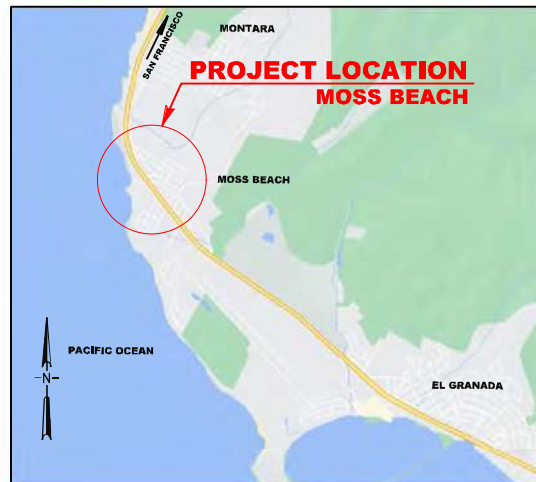 MONTARA
SAN FRANCISCO
PROJECT LOCATION
MOSS BEACH
MOSS BEACH
PACIFIC OCEAN
-N-
EL GRANADA